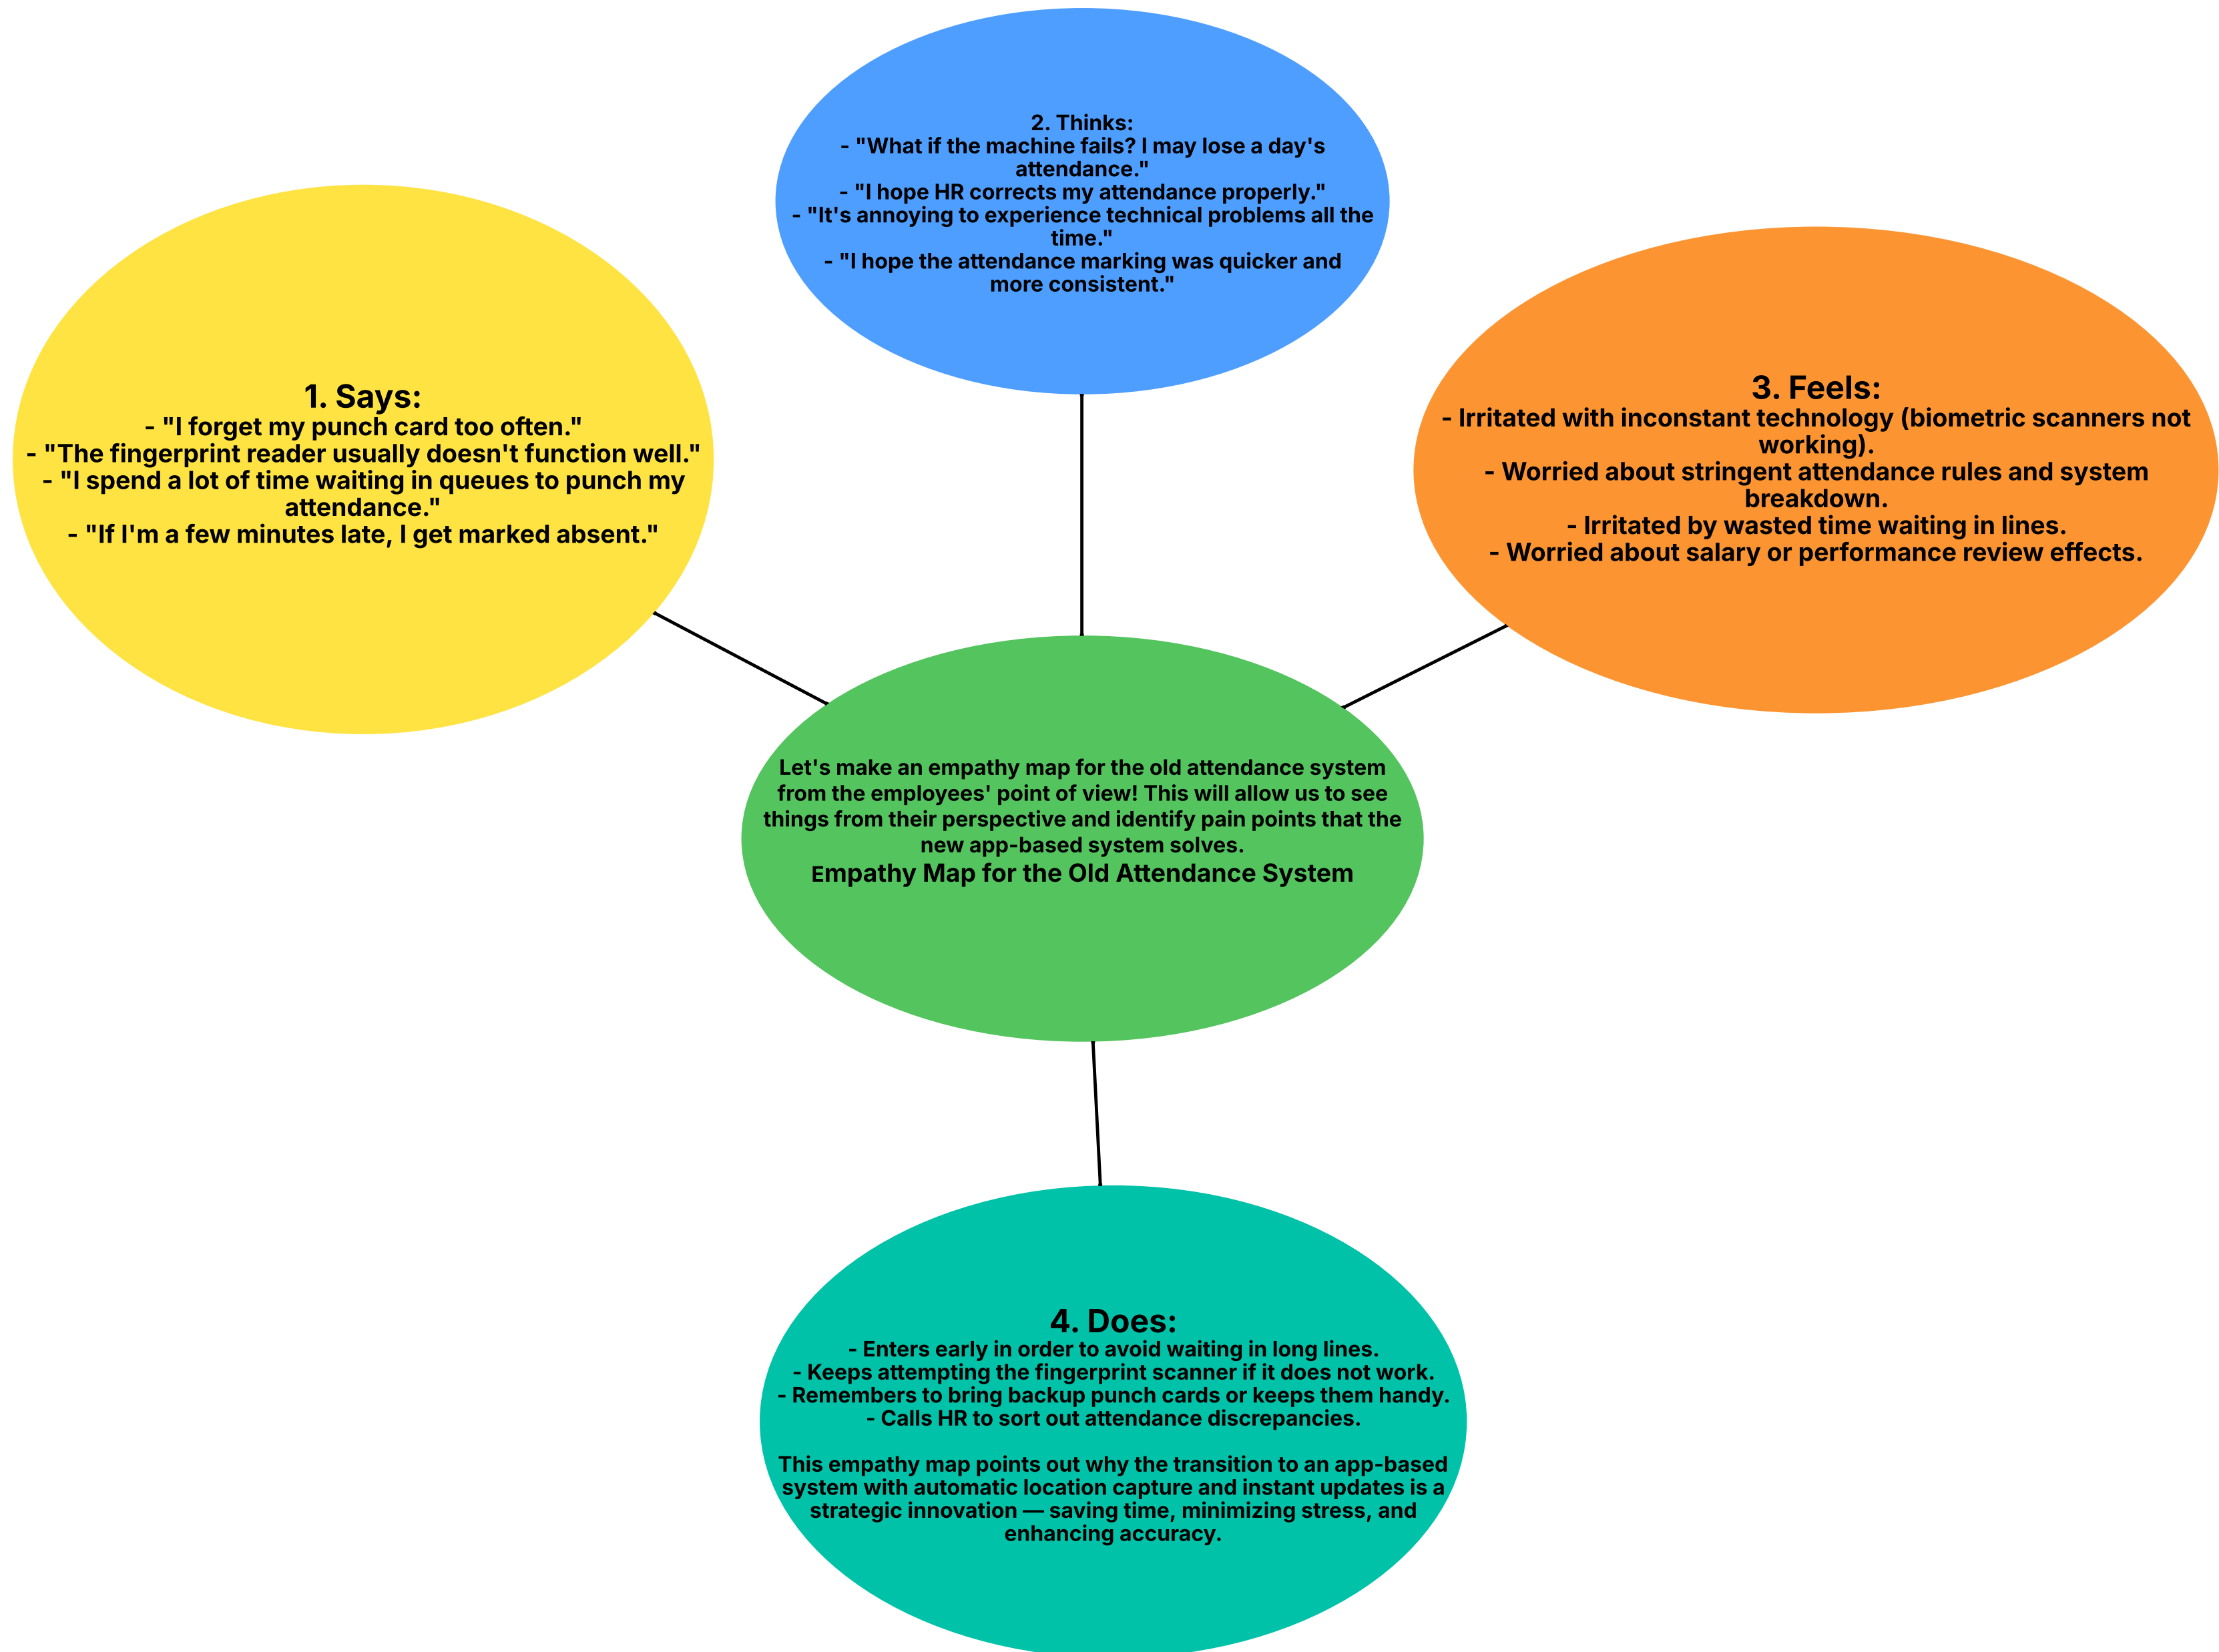 2. Thinks:
- "What if the machine fails? I may lose a day's
attendance."
- "I hope HR corrects my attendance properly."
- "It's annoying to experience technical problems all the
time."
- "I hope the attendance marking was quicker and
more consistent."
1. Says:
- "I forget my punch card too often."
- "The fingerprint reader usually doesn't function well."
- "I spend a lot of time waiting in queues to punch my
attendance."
- "If I'm a few minutes late, I get marked absent."
3. Feels:
- Irritated with inconstant technology (biometric scanners not
working).
- Worried about stringent attendance rules and system
breakdown.
- Irritated by wasted time waiting in lines.
- Worried about salary or performance review effects.
Let's make an empathy map for the old attendance system
from the employees' point of view! This will allow us to see
things from their perspective and identify pain points that the
new app-based system solves.
Empathy Map for the Old Attendance System
4. Does:
- Enters early in order to avoid waiting in long lines.
- Keeps attempting the fingerprint scanner if it does not work.
- Remembers to bring backup punch cards or keeps them handy.
- Calls HR to sort out attendance discrepancies.
This empathy map points out why the transition to an app-based
system with automatic location capture and instant updates is a
strategic innovation — saving time, minimizing stress, and
enhancing accuracy.